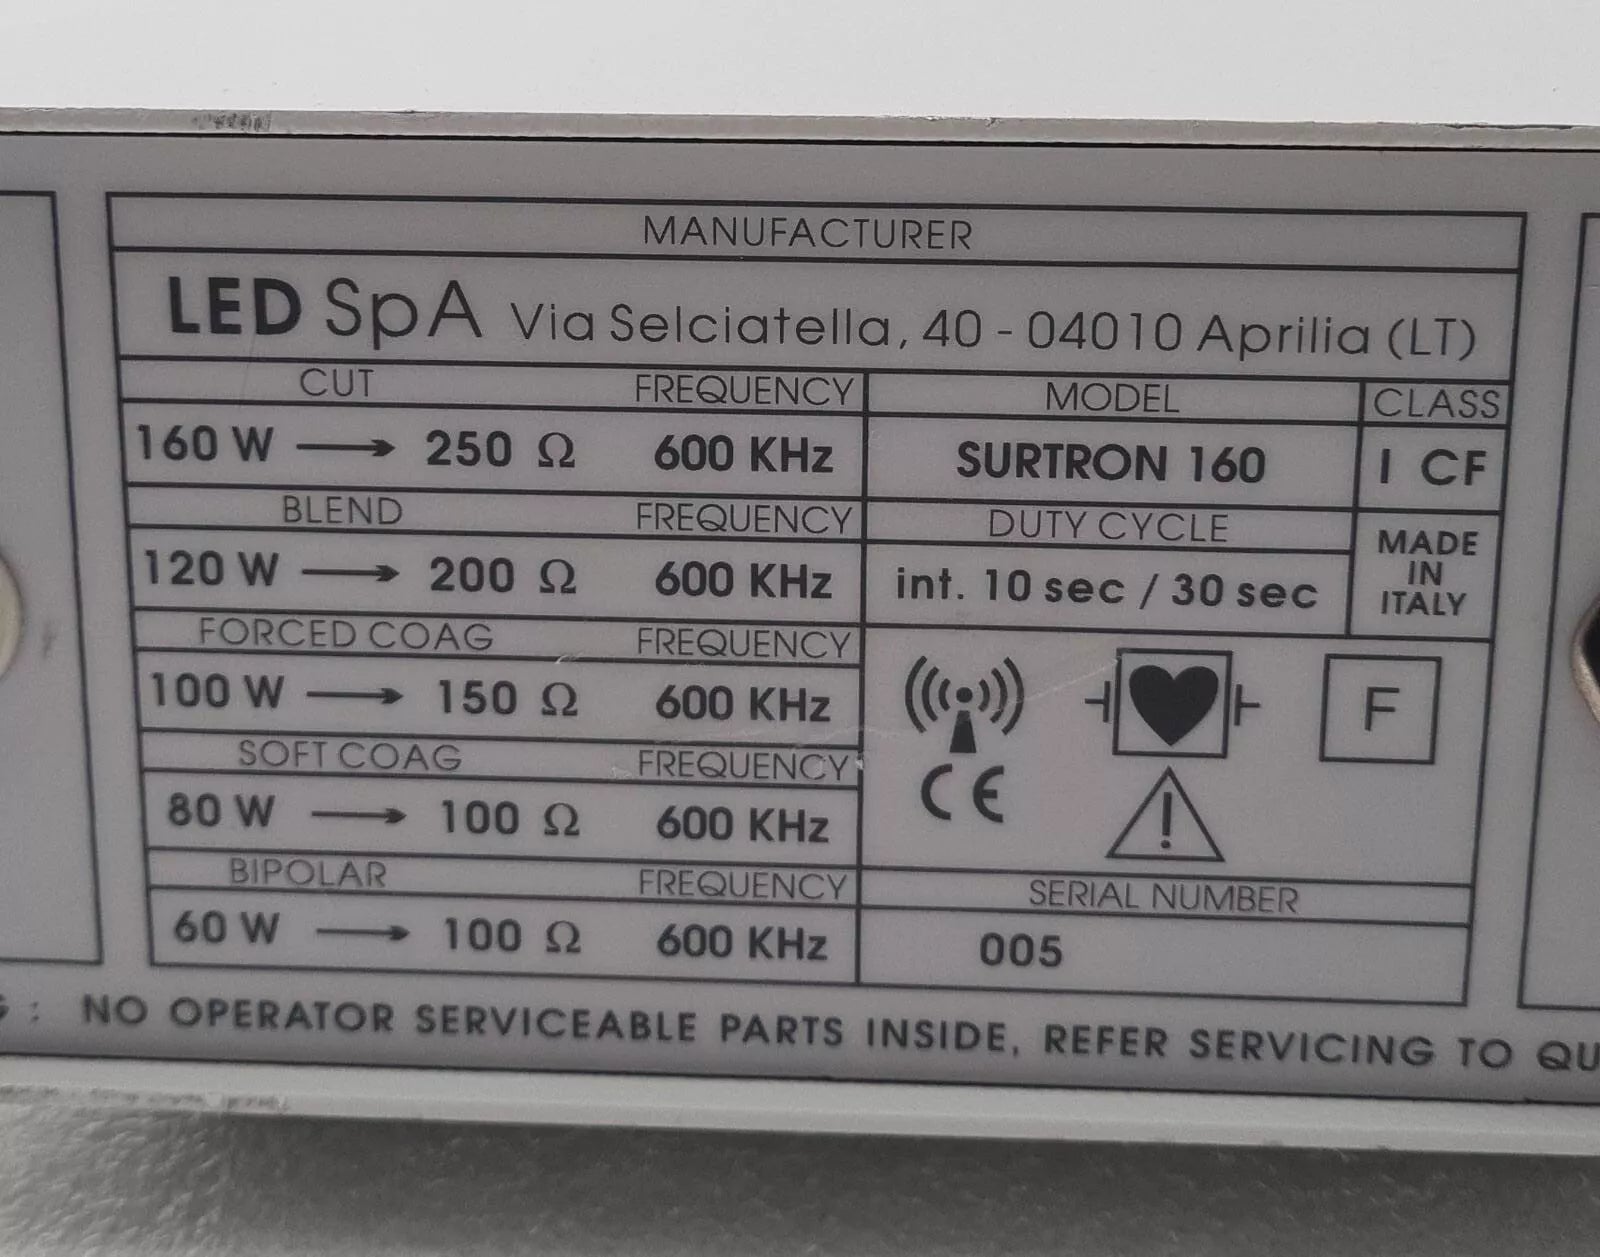 MANUFACTURER
LED SpA Via Selciatella, 40 - 04010 Aprilia (LT)
CUT FREQUENCY MODEL CLASS
160 W → 250 Ω 600 KHz SURTRON 160 I CF
BLEND FREQUENCY DUTY CYCLE
120 W → 200 Ω 600 KHz int. 10 sec / 30 sec
MADE
IN
ITALY
FORCED COAG FREQUENCY
100 W → 150 Ω 600 KHz
F
SOFT COAG FREQUENCY
80 W → 100 Ω 600 KHz
CE
!
BIPOLAR FREQUENCY SERIAL NUMBER
60 W → 100 Ω 600 KHz 005
: NO OPERATOR SERVICEABLE PARTS INSIDE, REFER SERVICING TO